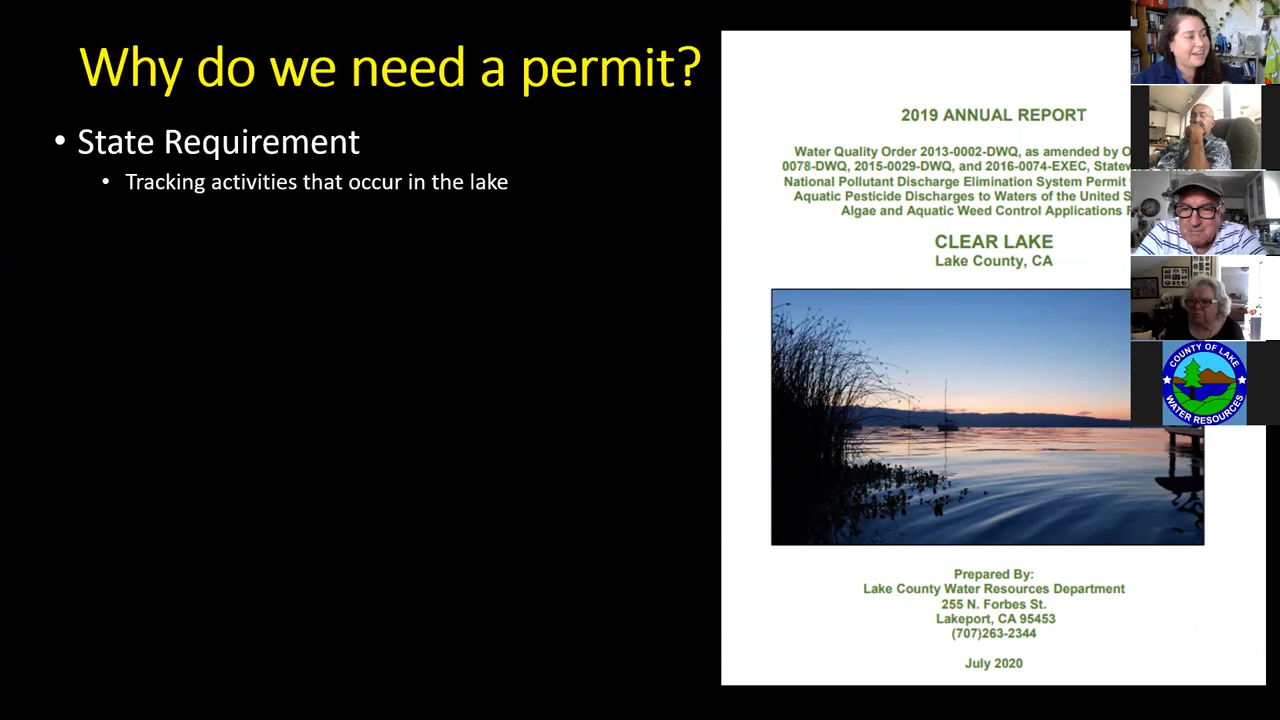 Why do we need a permit?
• State Requirement
• Tracking activities that occur in the lake
2019 ANNUAL REPORT
Water Quality Order 2013-0002-DWQ, as amended by
0078-DWQ, 2015-0029-DWQ, and 2016-0074-EXEC,
National Pollutant Discharge Elimination System Permit
Aquatic Pesticide Discharges to Waters of the United
Algae and Aquatic Weed Control Applications
CLEAR LAKE
Lake County, CA
Prepared By:
Lake County Water Resources Department
255 N. Forbes St.
Lakeport, CA 95453
(707)263-2344
July 2020
COUNTY OF LAKE
WATER RESOURCES